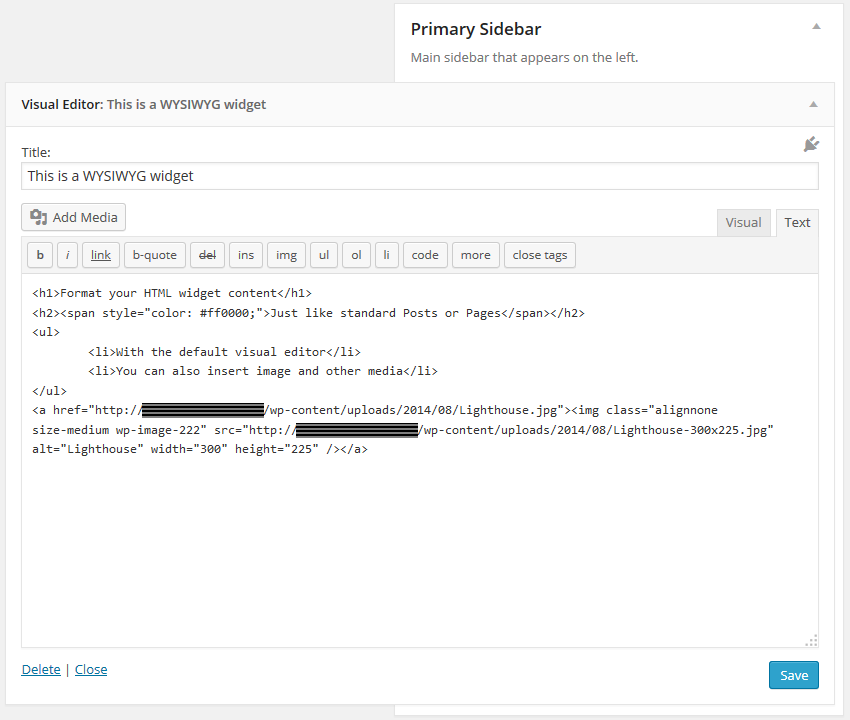 Primary Sidebar
Main sidebar that appears on the left.
Visual Editor: This is a WYSIWYG widget
Title:
This is a WYSIWYG widget
Add Media
Visual Text
b i link b-quote del ins img ul ol li code more close tags
<h1>Format your HTML widget content</h1>
<h2><span style="color: #ff0000;">Just like standard Posts or Pages</span></h2>
<ul>
<li>With the default visual editor</li>
<li>You can also insert image and other media</li>
</ul>
<a href="http:///wp-content/uploads/2014/08/Lighthouse.jpg"><img class="alignnone
size-medium wp-image-222" src="http:///wp-content/uploads/2014/08/Lighthouse-300x225.jpg"
alt="Lighthouse" width="300" height="225" /></a>
Delete | Close
Save